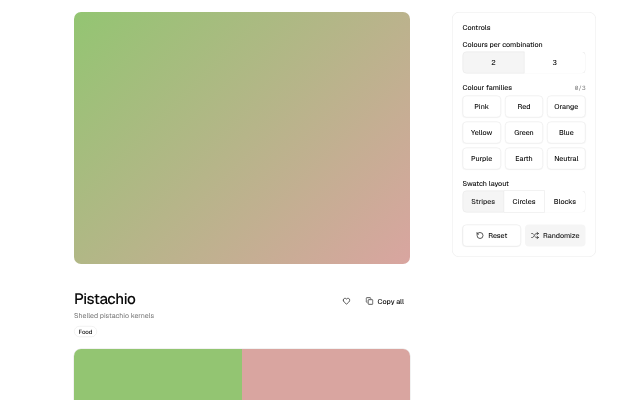 Controls
Colours per combination
2 3
Colour families 0/3
Pink Red Orange
Yellow Green Blue
Purple Earth Neutral
Swatch layout
Stripes Circles Blocks
Reset Randomize
Pistachio
Copy all
Shelled pistachio kernels
Food